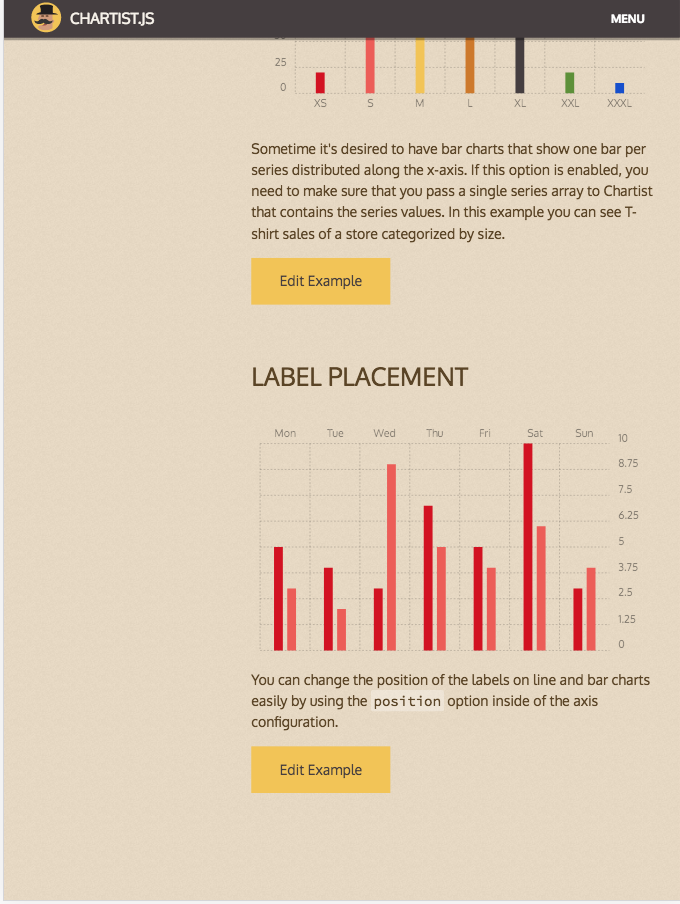 CHARTIST.JS
MENU
25
0
XS S M L XL XXL XXXL
Sometime it's desired to have bar charts that show one bar per
series distributed along the x-axis. If this option is enabled, you
need to make sure that you pass a single series array to Chartist
that contains the series values. In this example you can see T-
shirt sales of a store categorized by size.
Edit Example
LABEL PLACEMENT
Mon Tue Wed Thu Fri Sat Sun
10
8.75
7.5
6.25
5
3.75
2.5
1.25
0
You can change the position of the labels on line and bar charts
easily by using the position option inside of the axis
configuration.
Edit Example